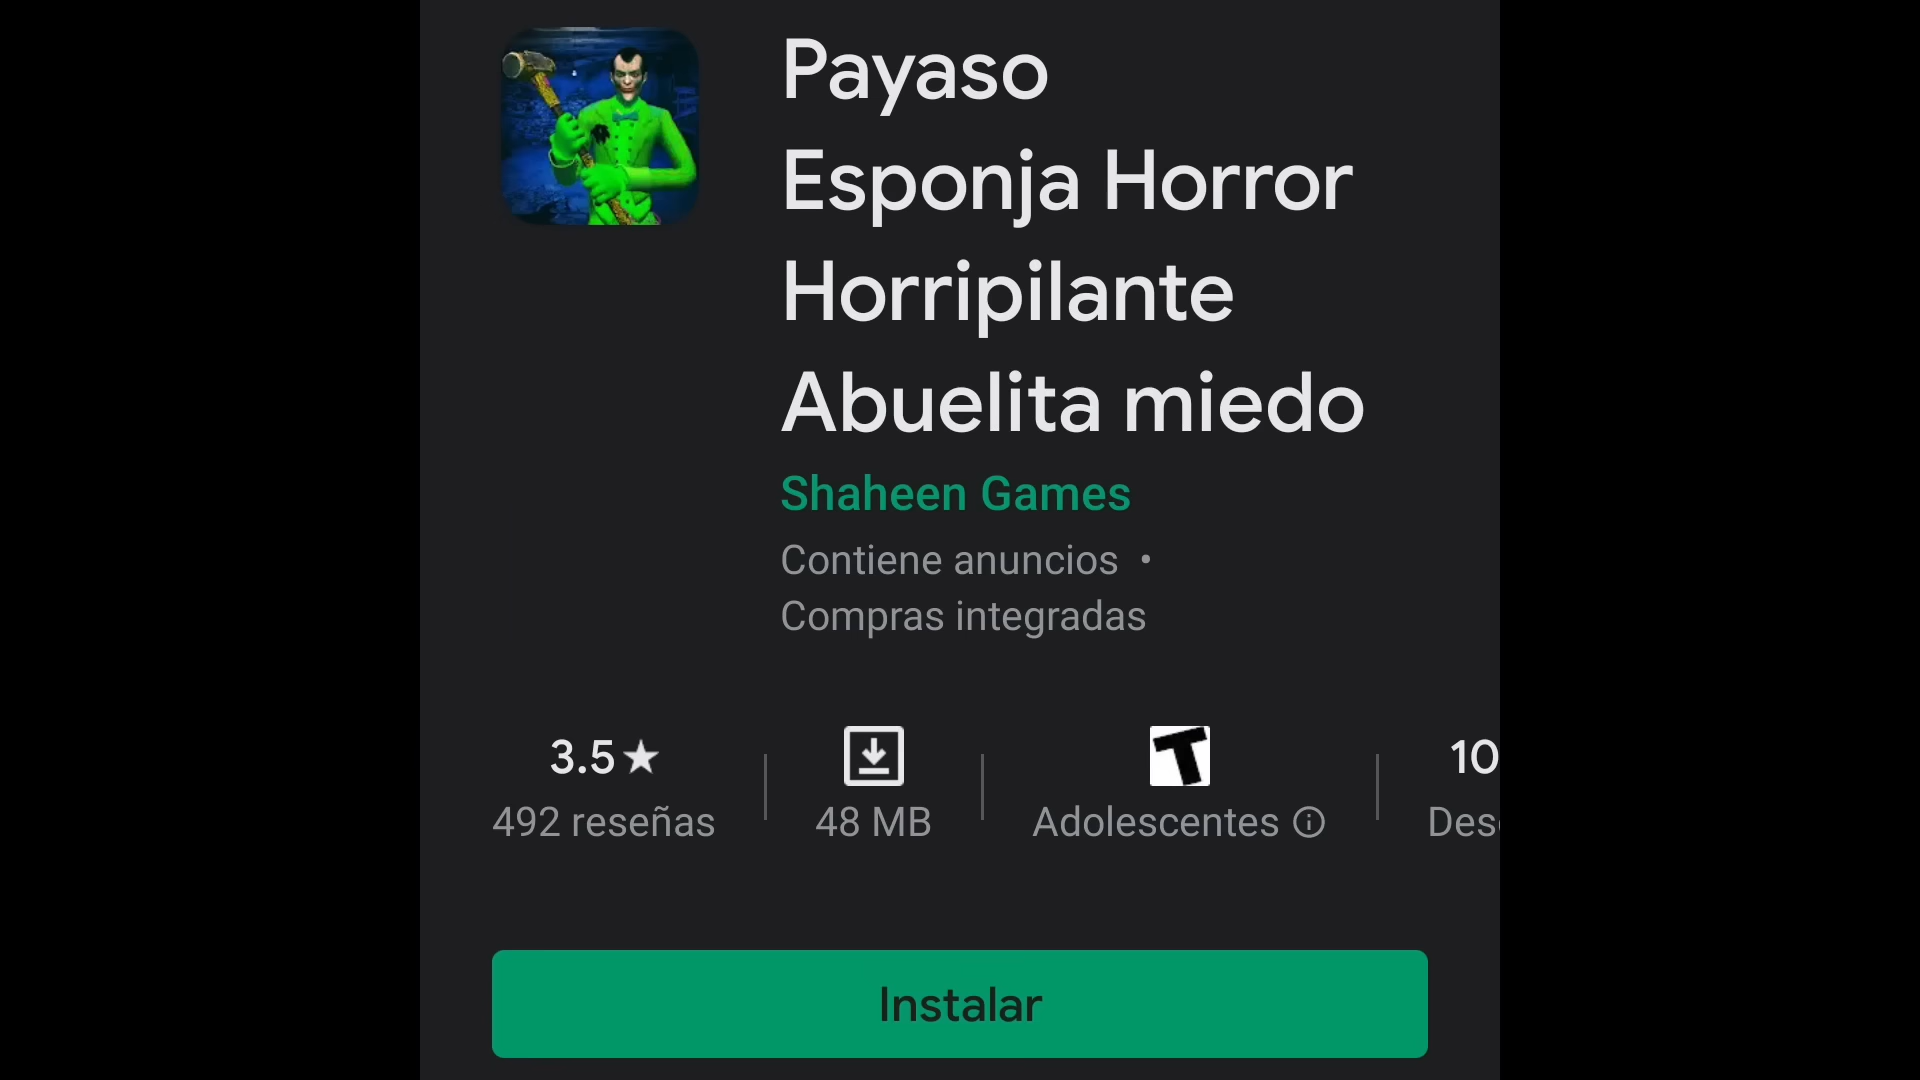 Payaso
Esponja Horror
Horripilante
Abuelita miedo
Shaheen Games
Contiene anuncios •
Compras integradas
3.5★
492 reseñas
48 MB
T
Adolescentes
10
Instalar